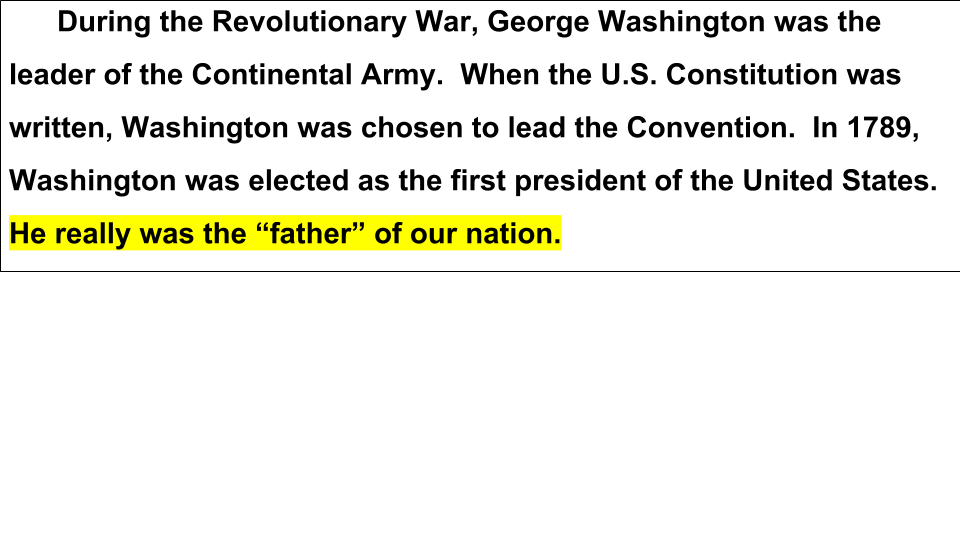 During the Revolutionary War, George Washington was the
leader of the Continental Army.  When the U.S. Constitution was
written, Washington was chosen to lead the Convention.  In 1789,
Washington was elected as the first president of the United States.
He really was the “father” of our nation.